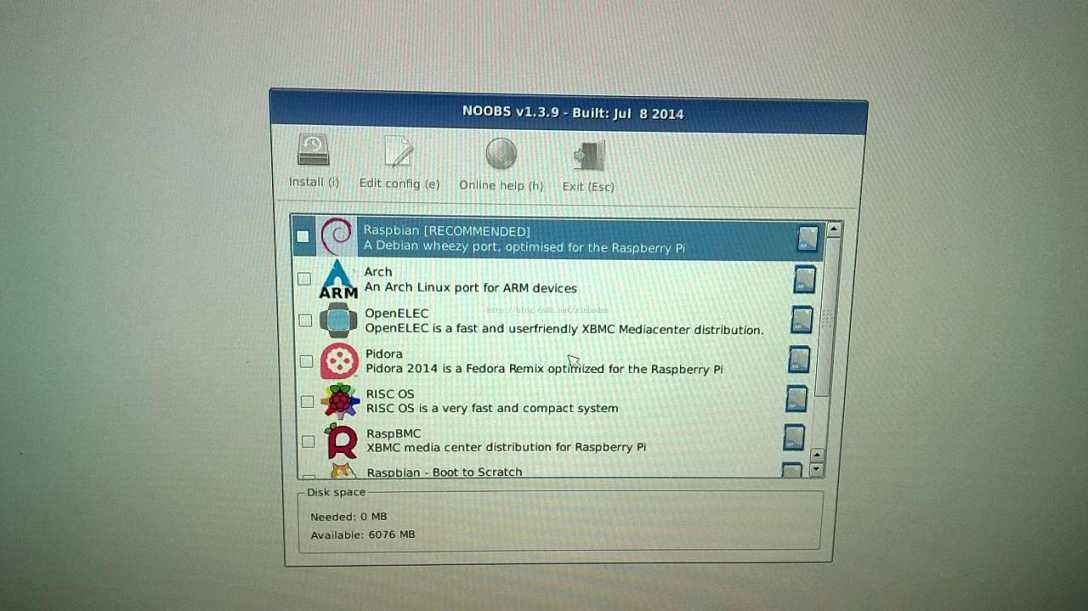 NOOBS v1.3.9 - Built: Jul 8 2014
Install (i) Edit config (e) Online help (h) Exit (Esc)
Raspbian [RECOMMENDED]
A Debian wheezy port, optimised for the Raspberry Pi
Arch
An Arch Linux port for ARM devices
ARM
OpenELEC
OpenELEC is a fast and userfriendly XBMC Mediacenter distribution.
Pidora
Pidora 2014 is a Fedora Remix optimized for the Raspberry Pi
RISC OS
RISC OS is a very fast and compact system
RaspBMC
XBMC media center distribution for Raspberry Pi
Raspbian - Boot to Scratch
Disk space
Needed: 0 MB
Available: 6076 MB